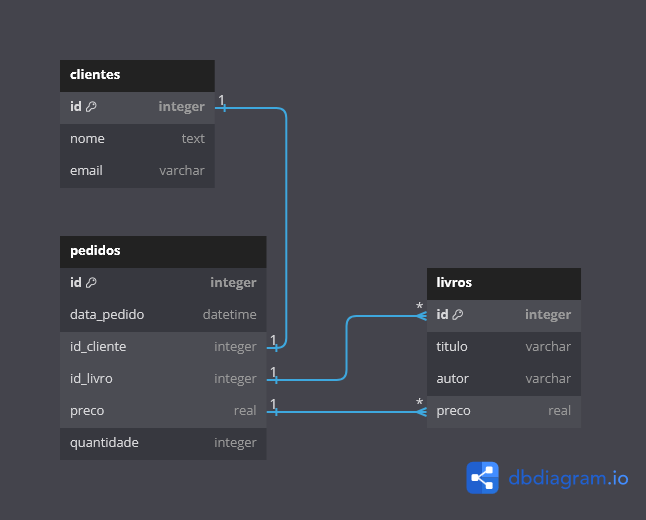 clientes
id integer
nome text
email varchar
1
pedidos
id integer
data_pedido datetime
id_cliente integer
1
id_livro integer
1
preco real
1
quantidade integer
livros
*
id integer
titulo varchar
autor varchar
*
preco real
dbdiagram.io